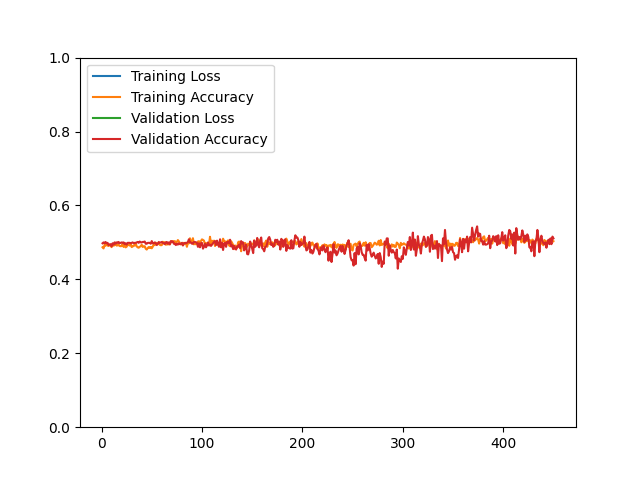 1.0
0.8
0.6
0.4
0.2
0.0
Training Loss
Training Accuracy
Validation Loss
Validation Accuracy
0 100 200 300 400